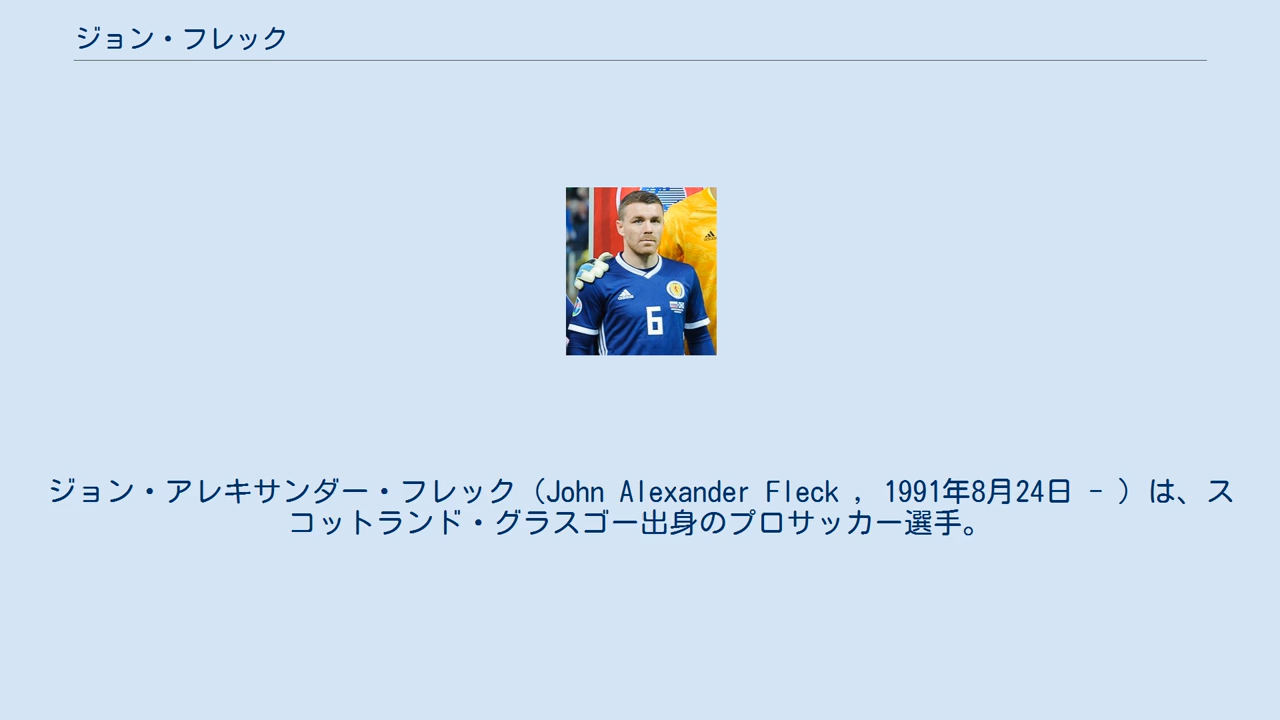 ジョン・フレック
6
ジョン・アレキサンダー・フレック（John Alexander Fleck , 1991年8月24日 - ）は、ス
コットランド・グラスゴー出身のプロサッカー選手。